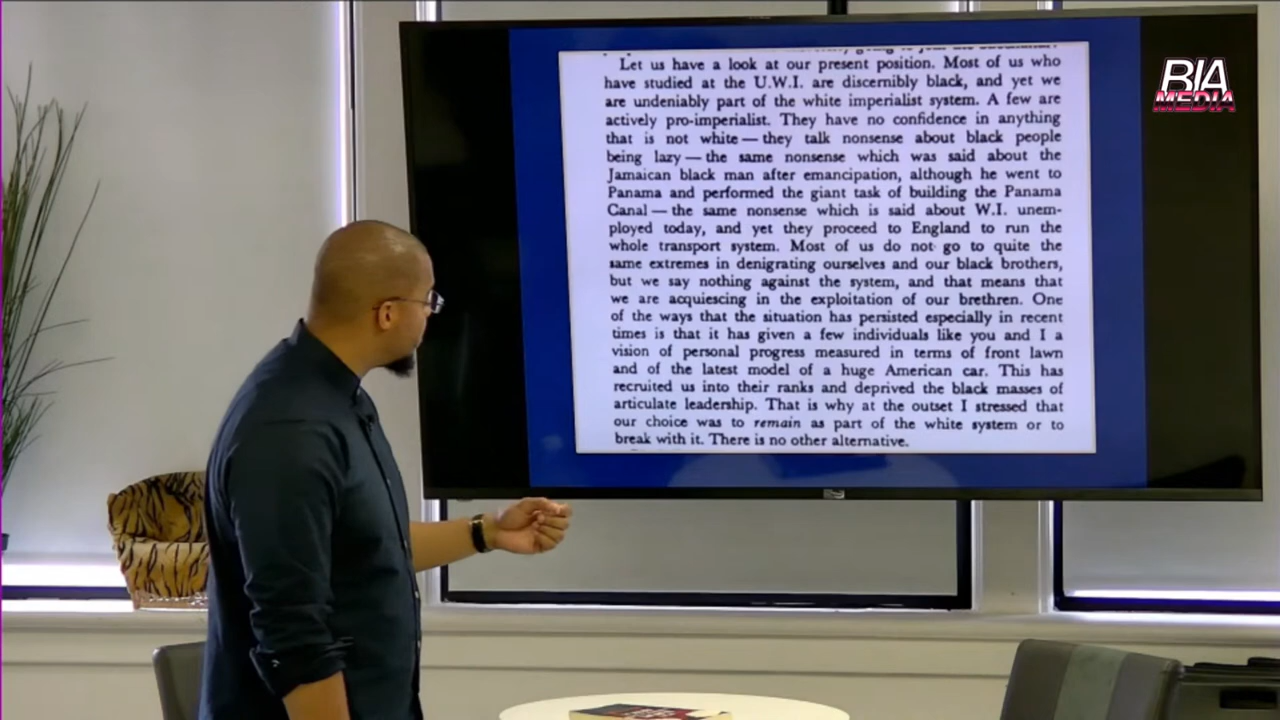 Let us have a look at our present position. Most of us who
have studied at the U.W.I. are discernibly black, and yet we
are undeniably part of the white imperialist system. A few are
actively pro-imperialist. They have no confidence in anything
that is not white — they talk nonsense about black people
being lazy — the same nonsense which was said about the
Jamaican black man after emancipation, although he went to
Panama and performed the giant task of building the Panama
Canal — the same nonsense which is said about W.I. unem-
ployed today, and yet they proceed to England to run the
whole transport system. Most of us do not go to quite the
same extremes in denigrating ourselves and our black brothers,
but we say nothing against the system, and that means that
we are acquiescing in the exploitation of our brethren. One
of the ways that the situation has persisted especially in recent
times is that it has given a few individuals like you and I a
vision of personal progress measured in terms of front lawn
and of the latest model of a huge American car. This has
recruited us into their ranks and deprived the black masses of
articulate leadership. That is why at the outset I stressed that
our choice was to remain as part of the white system or to
break with it. There is no other alternative.
BIA
MEDIA